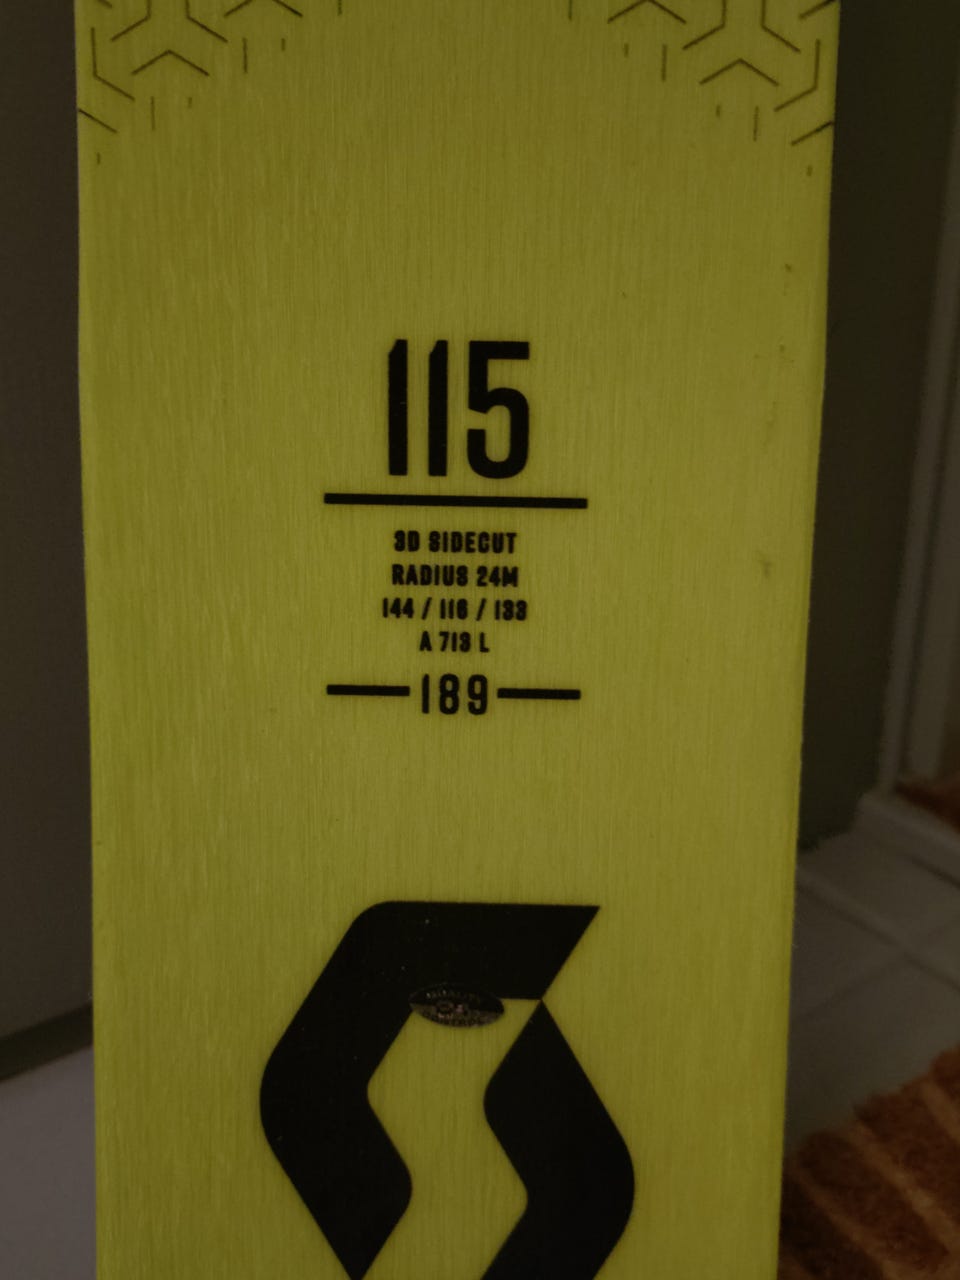 115
3D SIDECUT
RADIUS 24M
144 / 116 / 133
A 713 L
189